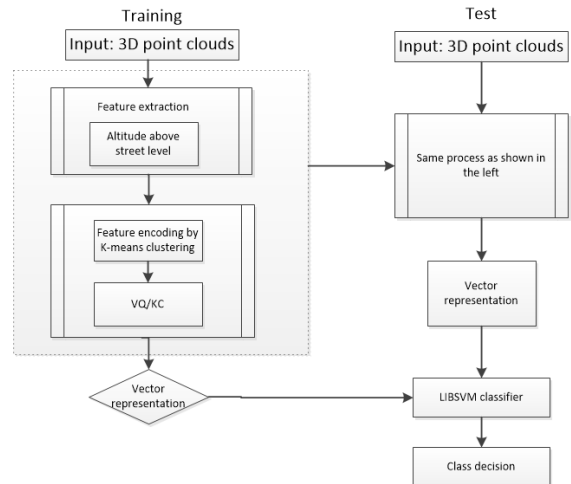 Training
Input: 3D point clouds
Feature extraction
Altitude above
street level
Feature encoding by
K-means clustering
VQ/KC
Vector
representation
Test
Input: 3D point clouds
Same process as shown in
the left
Vector
representation
LIBSVM classifier
Class decision